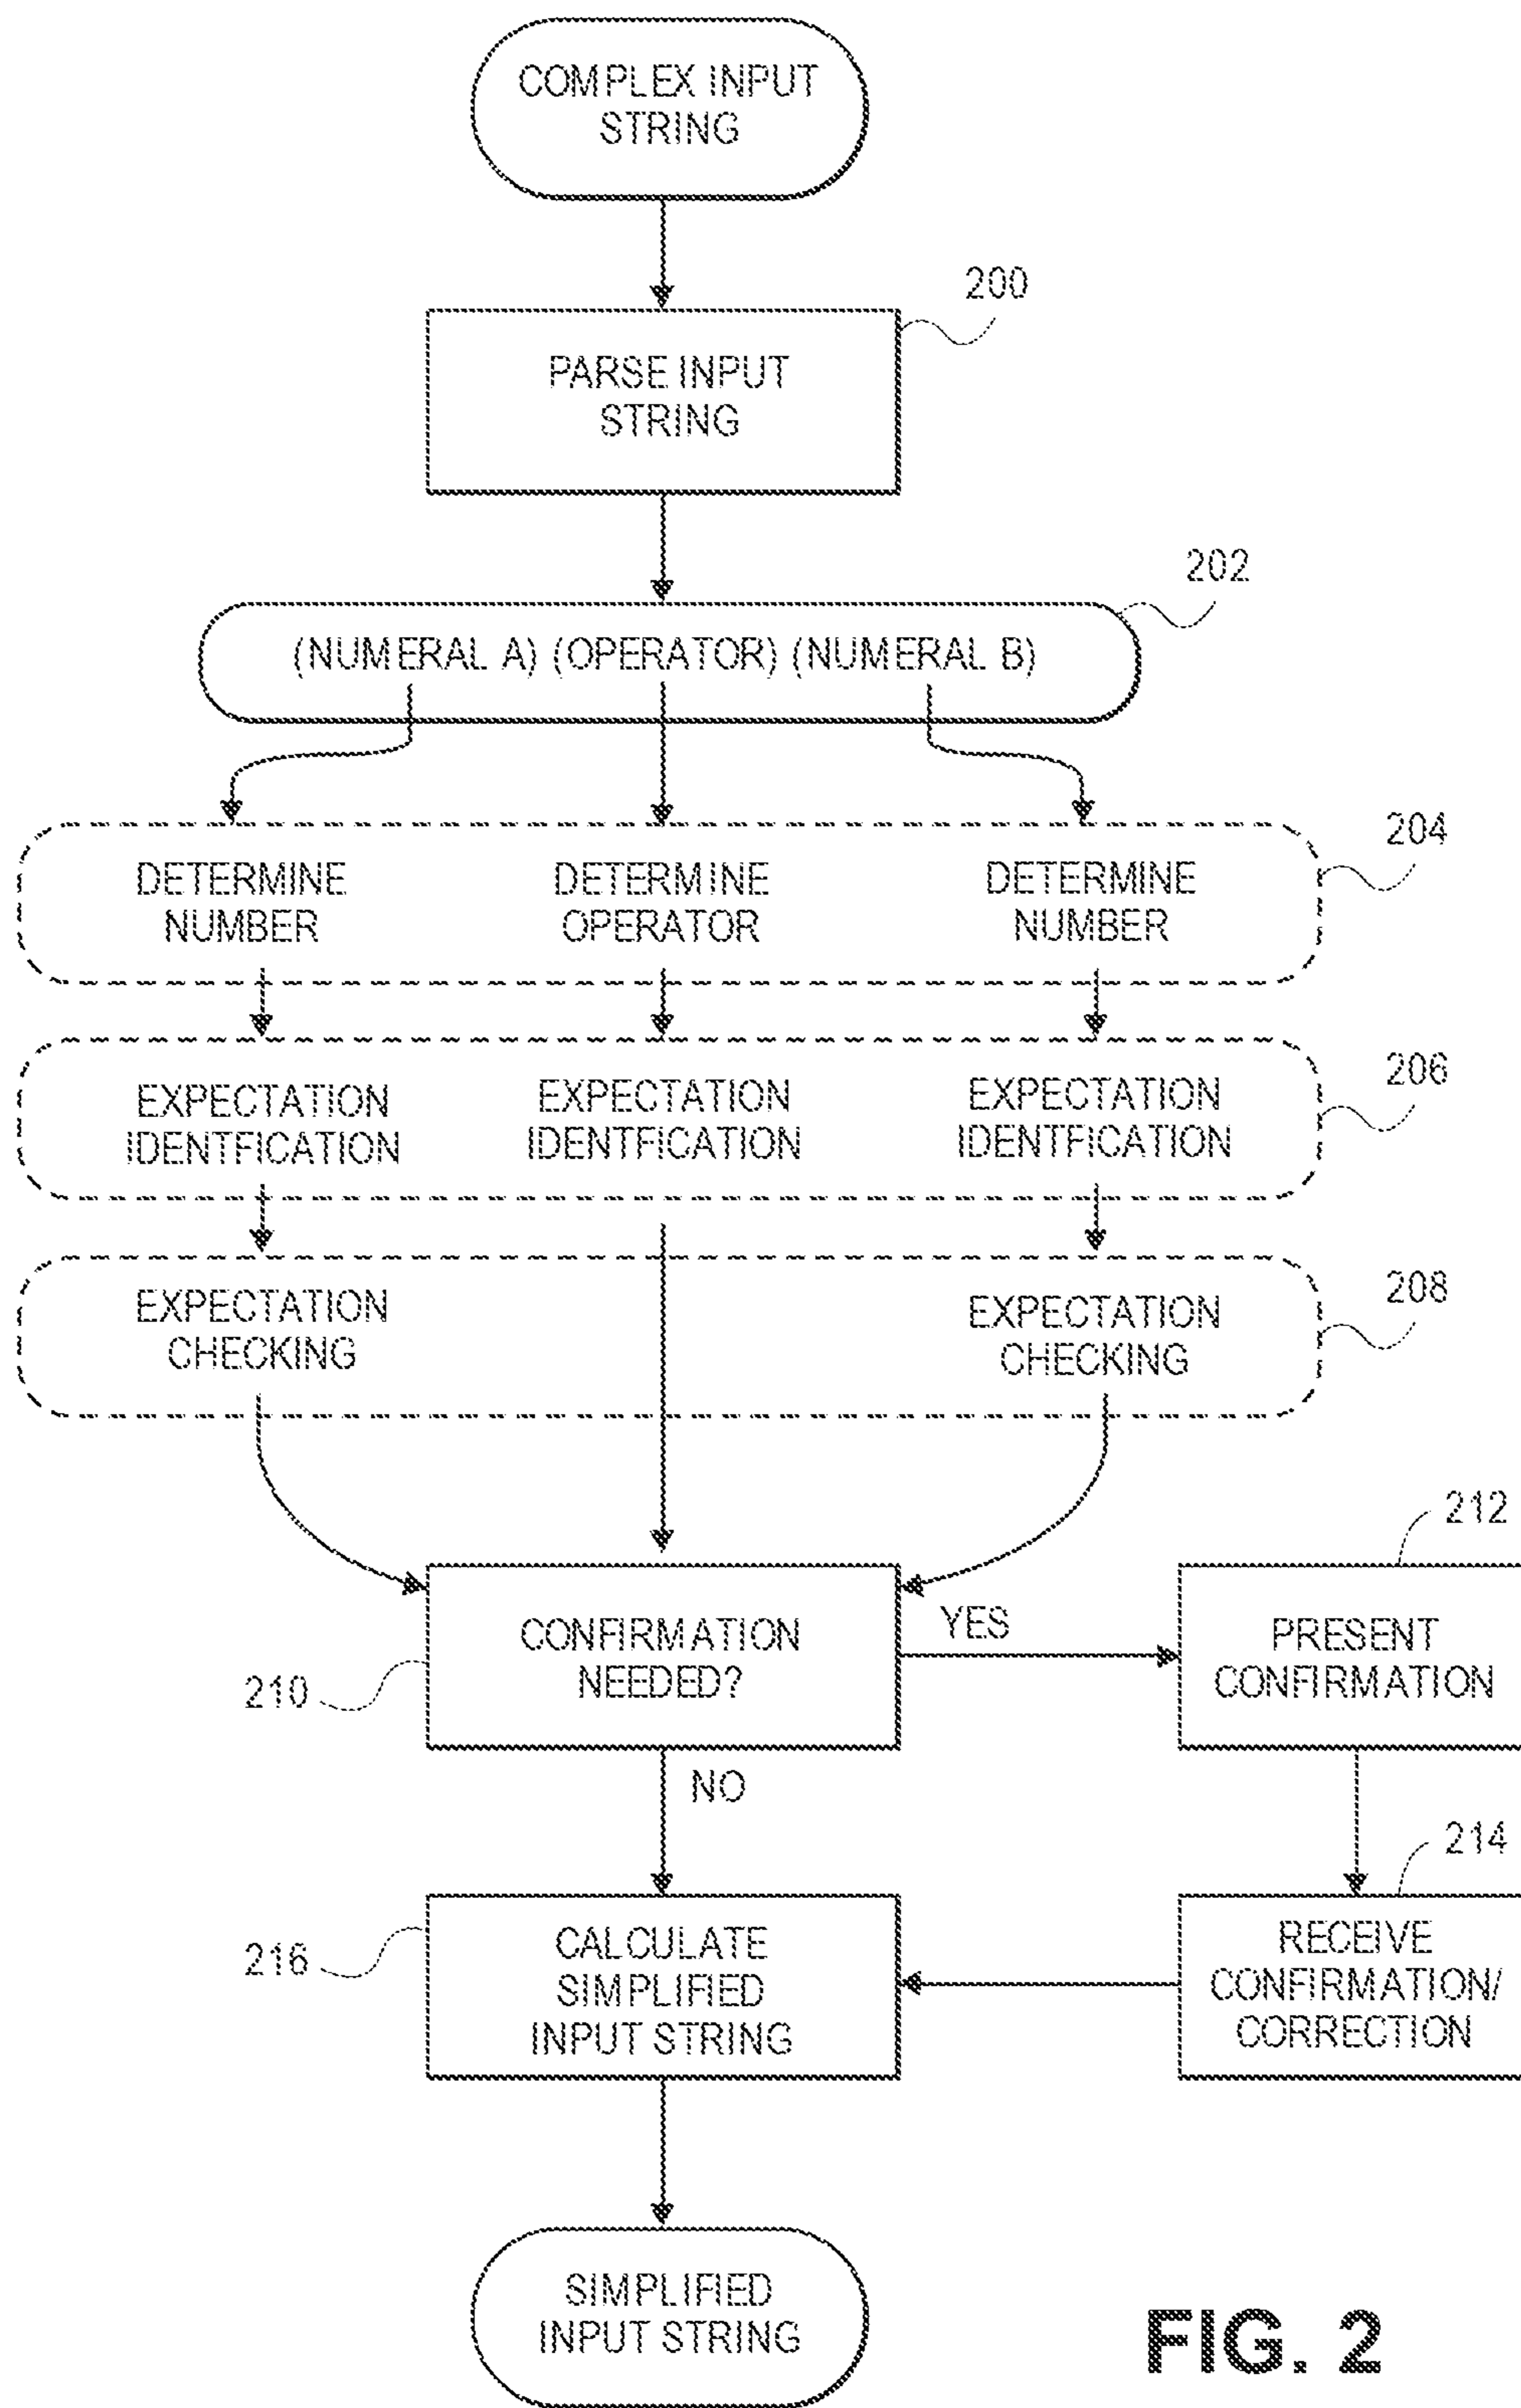 COMPLEX INPUT
STRING
200
PARSE INPUT
STRING
202
(NUMERAL A) (OPERATOR) (NUMERAL B)
204
DETERMINE
NUMBER
DETERMINE
OPERATOR
DETERMINE
NUMBER
206
EXPECTATION
IDENTFICATION
EXPECTATION
IDENTFICATION
EXPECTATION
IDENTFICATION
208
EXPECTATION
CHECKING
EXPECTATION
CHECKING
212
210
CONFIRMATION
NEEDED?
YES
PRESENT
CONFIRMATION
NO
214
216
CALCULATE
SIMPLIFIED
INPUT STRING
RECEIVE
CONFIRMATION/
CORRECTION
SIMPLIFIED
INPUT STRING
FIG. 2